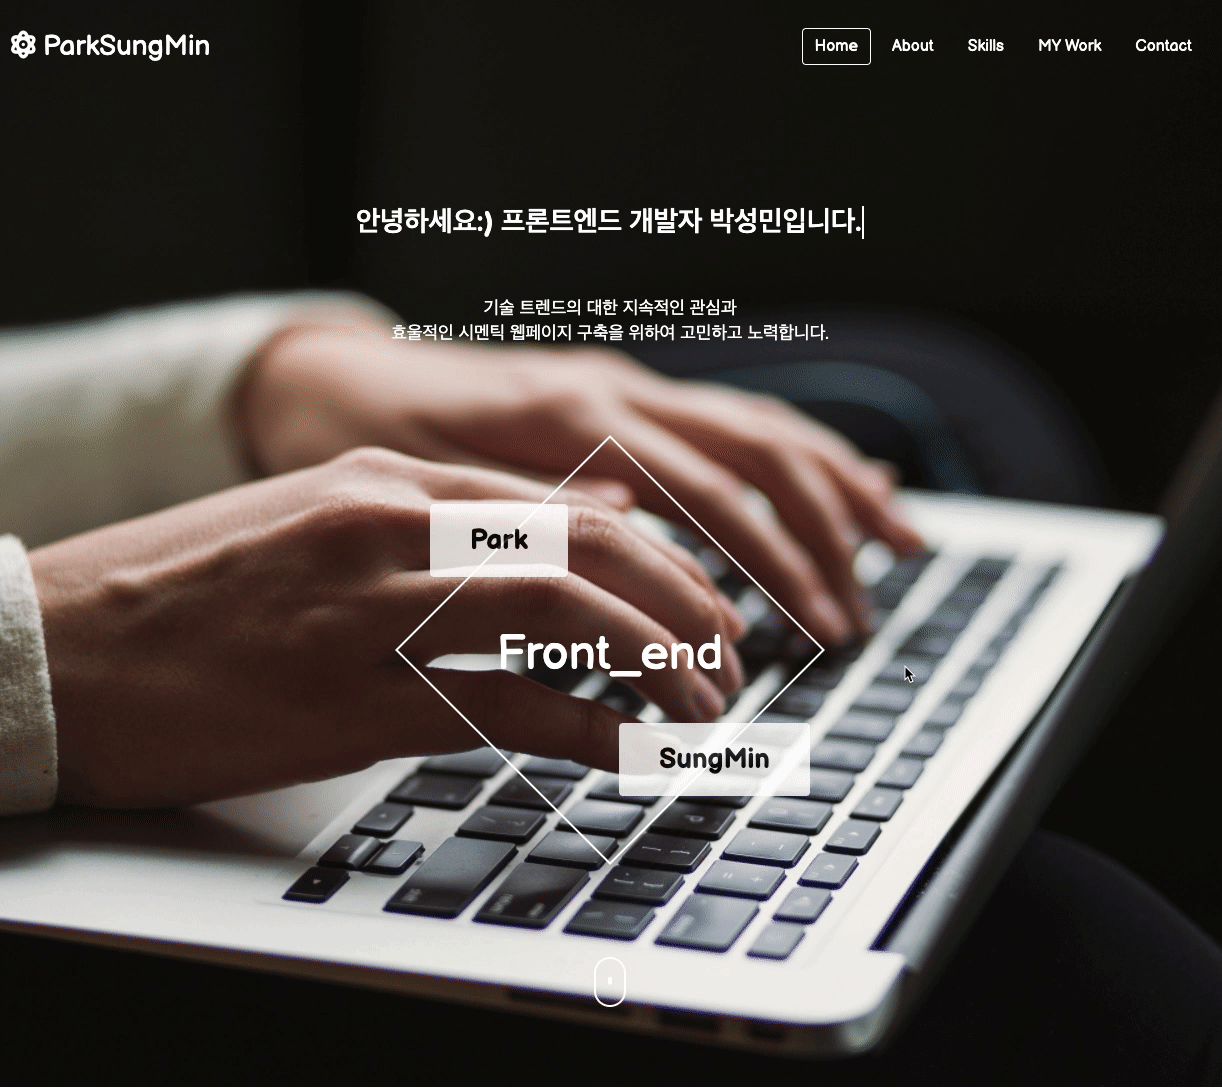 ParkSungMin
Home About Skills MY Work Contact
안녕하세요:) 프론트엔드 개발자 박성민입니다.
기술 트렌드의 대한 지속적인 관심과
효율적인 시멘틱 웹페이지 구축을 위하여 고민하고 노력합니다.
Park
Front_end
SungMin